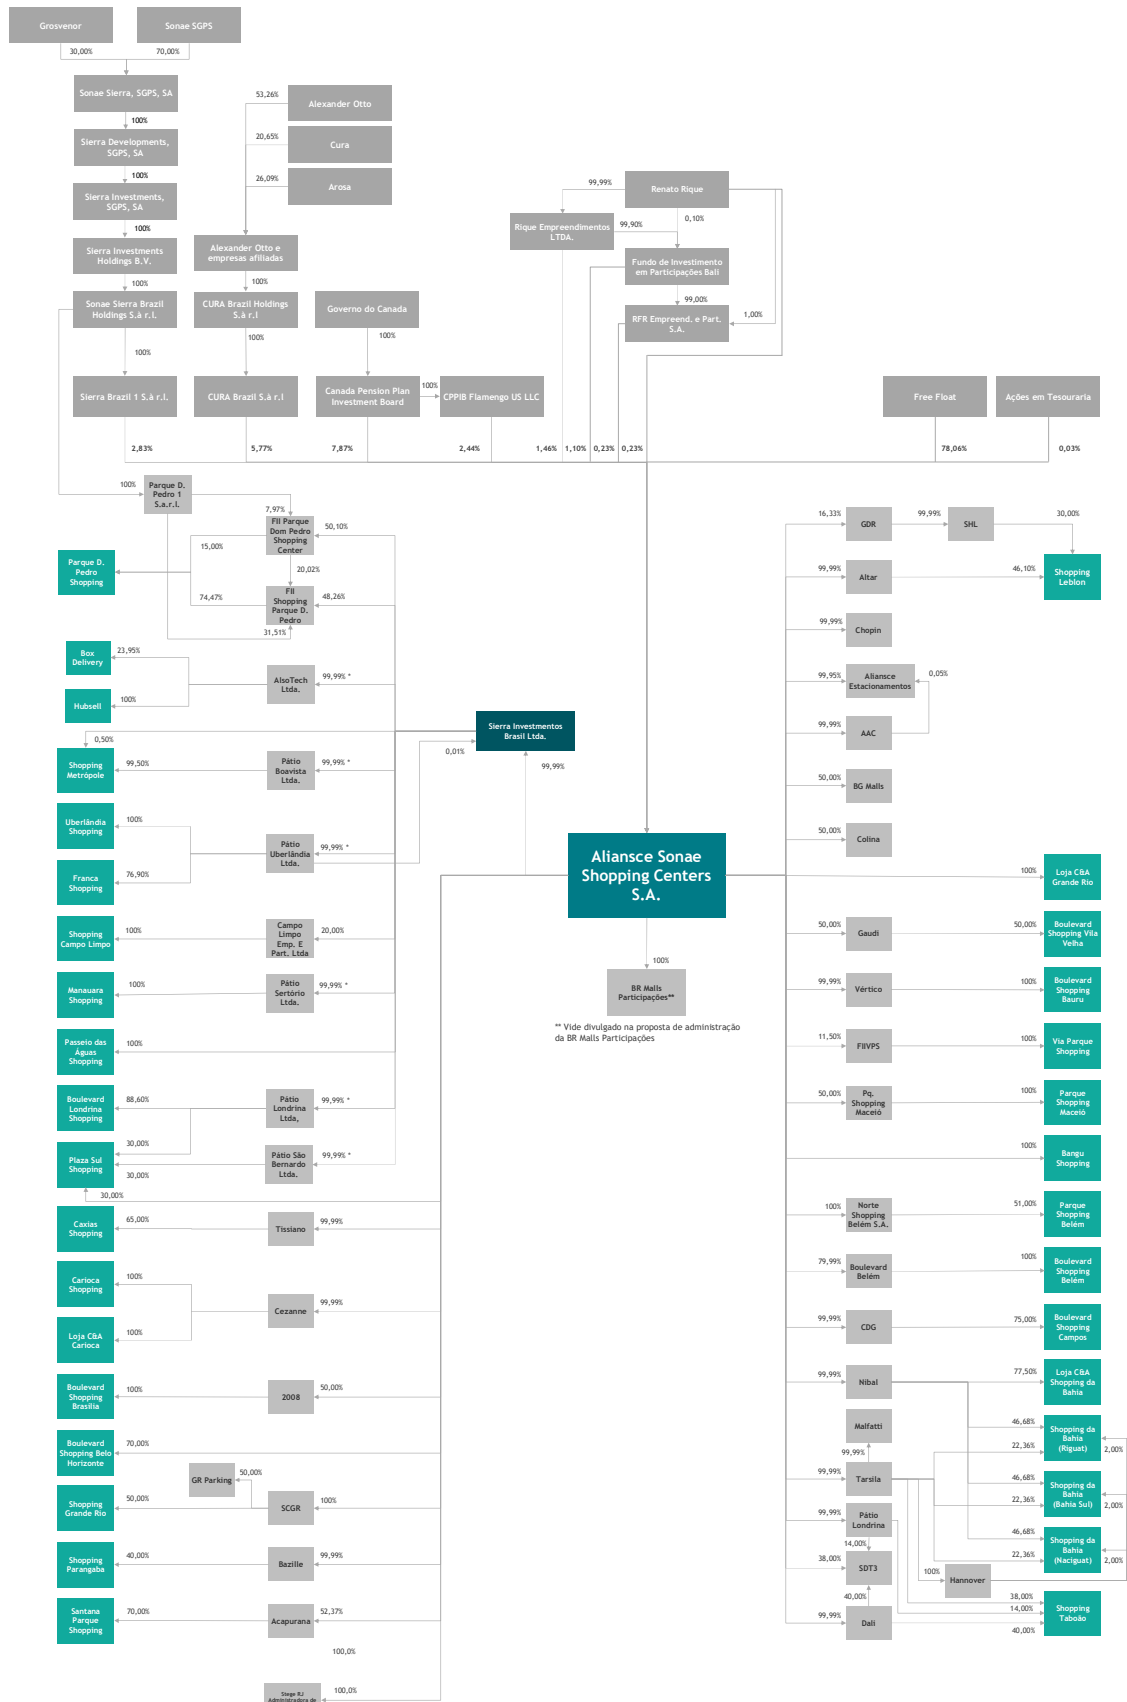 Grosvenor
Sonae SGPS
30,00%
70,00%
Sonae Sierra, SGPS, SA
100%
Sierra Developments,
SGPS, SA
100%
Sierra Investments,
SGPS, SA
100%
Sierra Investments
Holdings B.V.
100%
Sonae Sierra Brazil
Holdings S.à r.l.
100%
Sierra Brazil 1 S.à r.l.
2,83%
53,26%
Alexander Otto
20,65%
Cura
26,09%
Arosa
Alexander Otto e
empresas afiliadas
100%
CURA Brazil Holdings
S.à r.l
100%
CURA Brazil S.à r.l
5,77%
Governo do Canada
100%
Canada Pension Plan
Investment Board
100%
CPPIB Flamengo US LLC
7,87%
2,44%
99,99%
Renato Rique
0,10%
Rique Empreendimentos
LTDA.
99,90%
Fundo de Investimento
em Participações Bali
99,00%
RFR Empreend. e Part.
S.A.
1,00%
1,46%
1,10%
0,23%
0,23%
Free Float
Ações em Tesouraria
78,06%
0,03%
100%
Parque D.
Pedro 1
S.a.r.l.
7,97%
FII Parque
Dom Pedro
Shopping
Center
50,10%
15,00%
20,02%
Parque D.
Pedro
Shopping
74,47%
FII
Shopping
Parque D.
Pedro
48,26%
31,51%
Box
Delivery
23,95%
AlsoTech
Ltda.
99,99% *
Hubsell
100%
Sierra Investimentos
Brasil Ltda.
0,01%
99,99%
0,50%
Shopping
Metrópole
99,50%
Pátio
Boavista
Ltda.
99,99% *
Uberlândia
Shopping
100%
Pátio
Uberlândia
Ltda.
99,99% *
Franca
Shopping
76,90%
Shopping
Campo Limpo
100%
Campo
Limpo
Emp. E
Part. Ltda
20,00%
Manauara
Shopping
100%
Pátio
Sertório
Ltda.
99,99% *
Passeio das
Águas
Shopping
100%
Boulevard
Londrina
Shopping
88,60%
Pátio
Londrina
Ltda,
99,99% *
30,00%
Plaza Sul
Shopping
30,00%
Pátio São
Bernardo
Ltda.
99,99% *
30,00%
Caxias
Shopping
65,00%
Tissiano
99,99%
Carioca
Shopping
100%
Cezanne
99,99%
Loja C&A
Carioca
100%
Boulevard
Shopping
Brasília
100%
2008
50,00%
Boulevard
Shopping Belo
Horizonte
70,00%
GR Parking
50,00%
Shopping
Grande Rio
50,00%
SCGR
100%
Shopping
Parangaba
40,00%
Bazille
99,99%
Santana
Parque
Shopping
70,00%
Acapurana
52,37%
100,0%
Stege RJ
Administradora de
100,0%
Aliansce Sonae
Shopping Centers
S.A.
100%
BR Malls
Participações**
** Vide divulgado na proposta de administração
da BR Malls Participações
16,33%
GDR
99,99%
SHL
30,00%
99,99%
Altar
46,10%
Shopping
Leblon
99,99%
Chopin
99,95%
Aliansce
Estacionamentos
0,05%
99,99%
AAC
50,00%
BG Malls
50,00%
Colina
100%
Loja C&A
Grande Rio
50,00%
Gaudi
50,00%
Boulevard
Shopping Vila
Velha
99,99%
Vértico
100%
Boulevard
Shopping
Bauru
11,50%
FIIVPS
100%
Via Parque
Shopping
50,00%
Pq.
Shopping
Maceió
100%
Parque
Shopping
Maceió
100%
Bangu
Shopping
100%
Norte
Shopping
Belém S.A.
51,00%
Parque
Shopping
Belém
79,99%
Boulevard
Belém
100%
Boulevard
Shopping
Belém
99,99%
CDG
75,00%
Boulevard
Shopping
Campos
99,99%
Nibal
77,50%
Loja C&A
Shopping da
Bahia
Malfatti
99,99%
46,68%
22,36%
Shopping da
Bahia
(Riguat)
2,00%
99,99%
Tarsila
46,68%
22,36%
Shopping da
Bahia
(Bahia Sul)
2,00%
99,99%
Pátio
Londrina
14,00%
46,68%
22,36%
Shopping da
Bahia
(Naciguat)
2,00%
38,00%
SDT3
100%
Hannover
40,00%
38,00%
14,00%
40,00%
Shopping
Taboão
99,99%
Dali